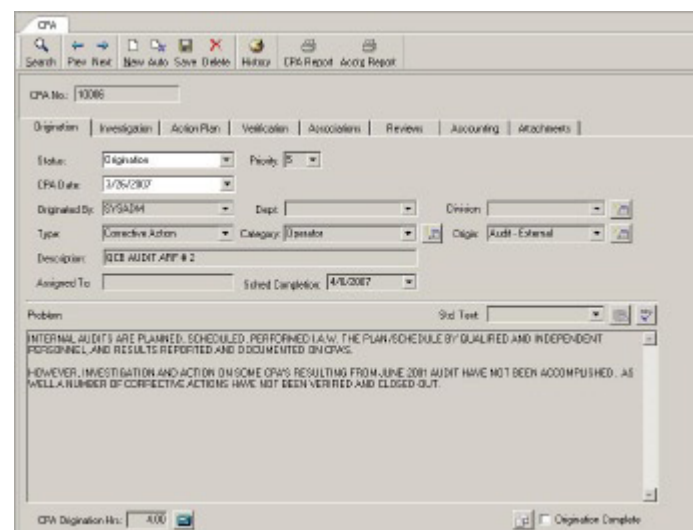 CPA
Search Prev Next New Auto Save Delete History CPA Report Acctg Report
CPA No.: 10006
Origination Investigation Action Plan Verification Associations Reviews Accounting Attachments
Status: Origination Priority: 5
CPA Date: 3/26/2007
Originated By: SYSADM Dept: Division:
Type: Corrective Action Category: Operator Origin: Audit - External
Description: QCB AUDIT ARF # 2
Assigned To: Sched Completion: 4/8/2007
Problem: Std Text:
INTERNAL AUDITS ARE PLANNED, SCHEDULED, PERFORMED I.A.W. THE PLAN/SCHEDULE BY QUALIFIED AND INDEPENDENT
PERSONNEL, AND RESULTS REPORTED AND DOCUMENTED ON CPA'S.
HOWEVER, INVESTIGATION AND ACTION ON SOME CPA'S RESULTING FROM JUNE 2001 AUDIT HAVE NOT BEEN ACCOMPLISHED. AS
WELL A NUMBER OF CORRECTIVE ACTIONS HAVE NOT BEEN VERIFIED AND CLOSED-OUT.
CPA Origination Hrs.: 4.00 Origination Complete